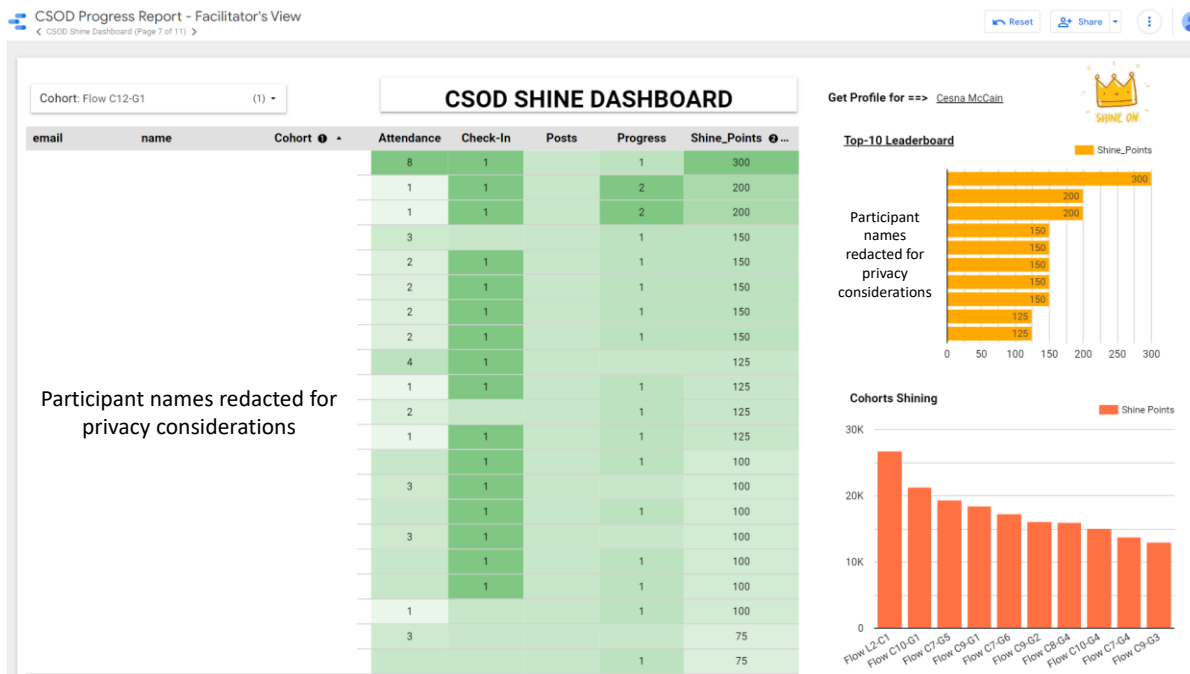 CSOD Progress Report - Facilitator's View
CSOD Shine Dashboard (Page 7 of 11)
Reset
Share
Cohort: Flow C12-G1 (1)
CSOD SHINE DASHBOARD
Get Profile for ==> Cesna McCain
SHINE ON
email name Cohort 1 Attendance Check-In Posts Progress Shine_Points 2 ...
8 1 1 300
1 1 2 200
1 1 2 200
3 1 150
2 1 1 150
2 1 1 150
2 1 1 150
2 1 1 150
4 1 125
1 1 1 125
2 1 125
1 1 1 125
1 1 100
3 1 100
1 1 100
3 1 100
1 1 100
1 1 100
1 1 100
3 75
1 75
Participant names redacted for
privacy considerations
Top-10 Leaderboard
Shine_Points
Participant
names
redacted for
privacy
considerations
300
200
200
150
150
150
150
150
125
125
0 50 100 150 200 250 300
Cohorts Shining
Shine Points
30K
20K
10K
0
Flow L2-C1
Flow C10-G1
Flow C7-G5
Flow C9-G1
Flow C7-G6
Flow C9-G2
Flow C8-G4
Flow C10-G4
Flow C7-G4
Flow C9-G3